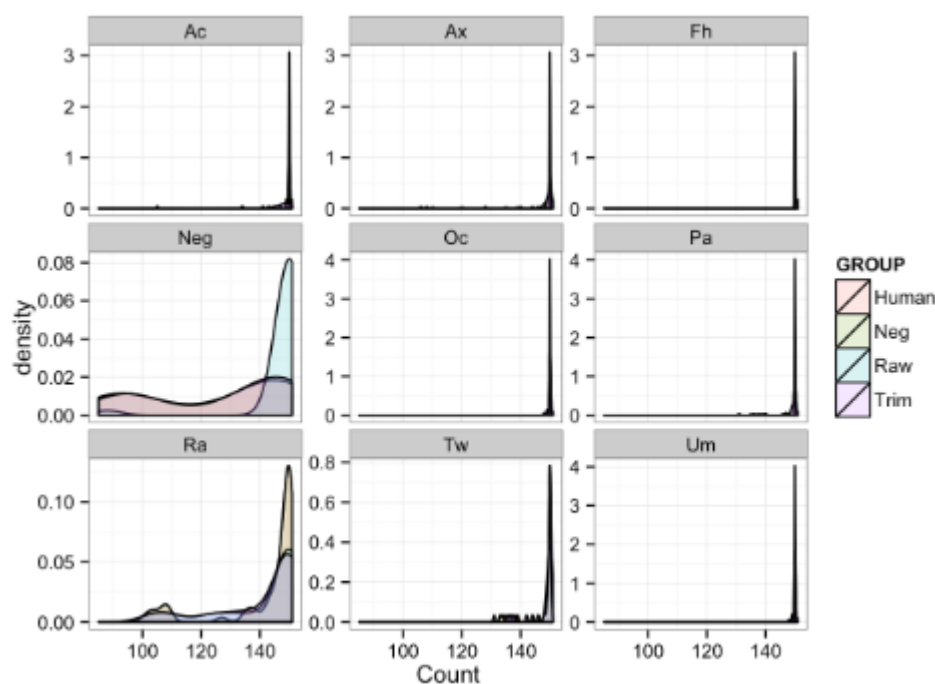 Ac Ax Fh
3 3 3
2 2 2
1 1 1
0 0 0
Neg Oc Pa
0.08 4 4
0.06 3 3
0.04 2 2
0.02 1 1
0.00 0 0
density
GROUP
Human
Neg
Raw
Trim
Ra Tw Um
0.10 0.8 4
0.05 0.6 3
0.00 0.4 2
0.2 1
0.0 0
100 120 140 100 120 140 100 120 140
Count